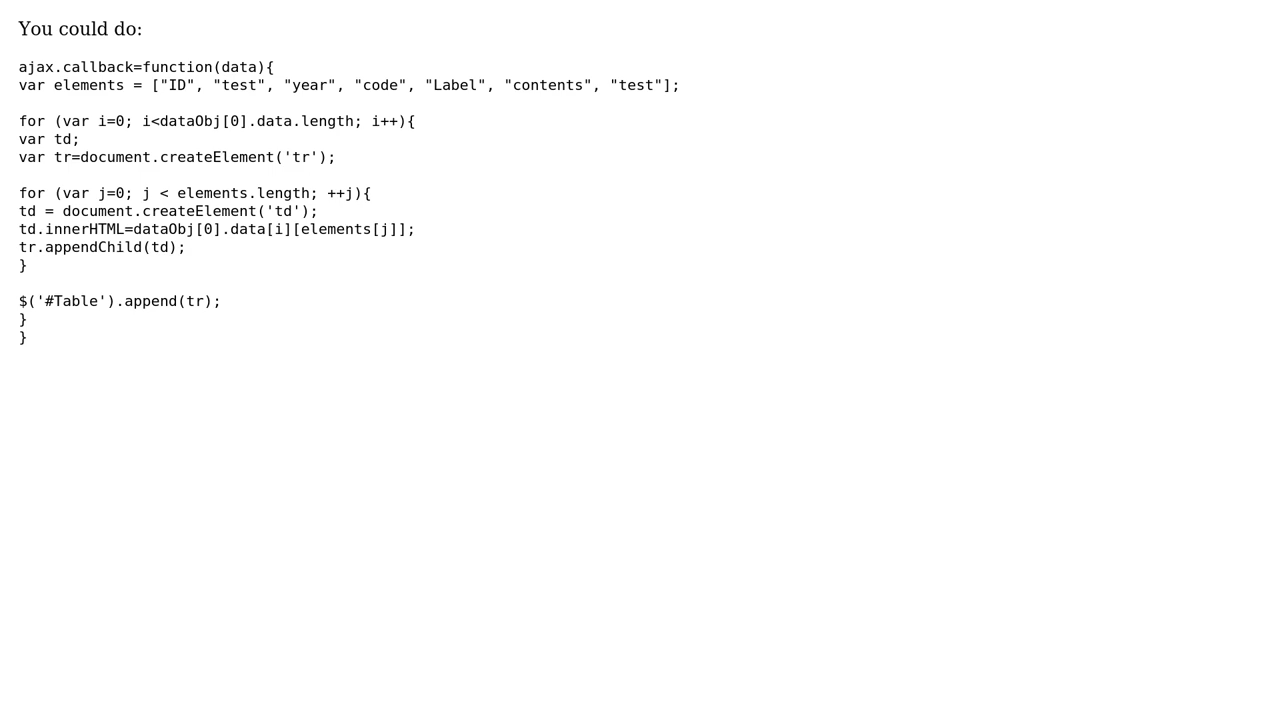 You could do:
ajax.callback=function(data){
var elements = ["ID", "test", "year", "code", "Label", "contents", "test"];
for (var i=0; i<dataObj[0].data.length; i++){
var td;
var tr=document.createElement('tr');
for (var j=0; j < elements.length; ++j){
td = document.createElement('td');
td.innerHTML=dataObj[0].data[i][elements[j]];
tr.appendChild(td);
}
$('#Table').append(tr);
}
}